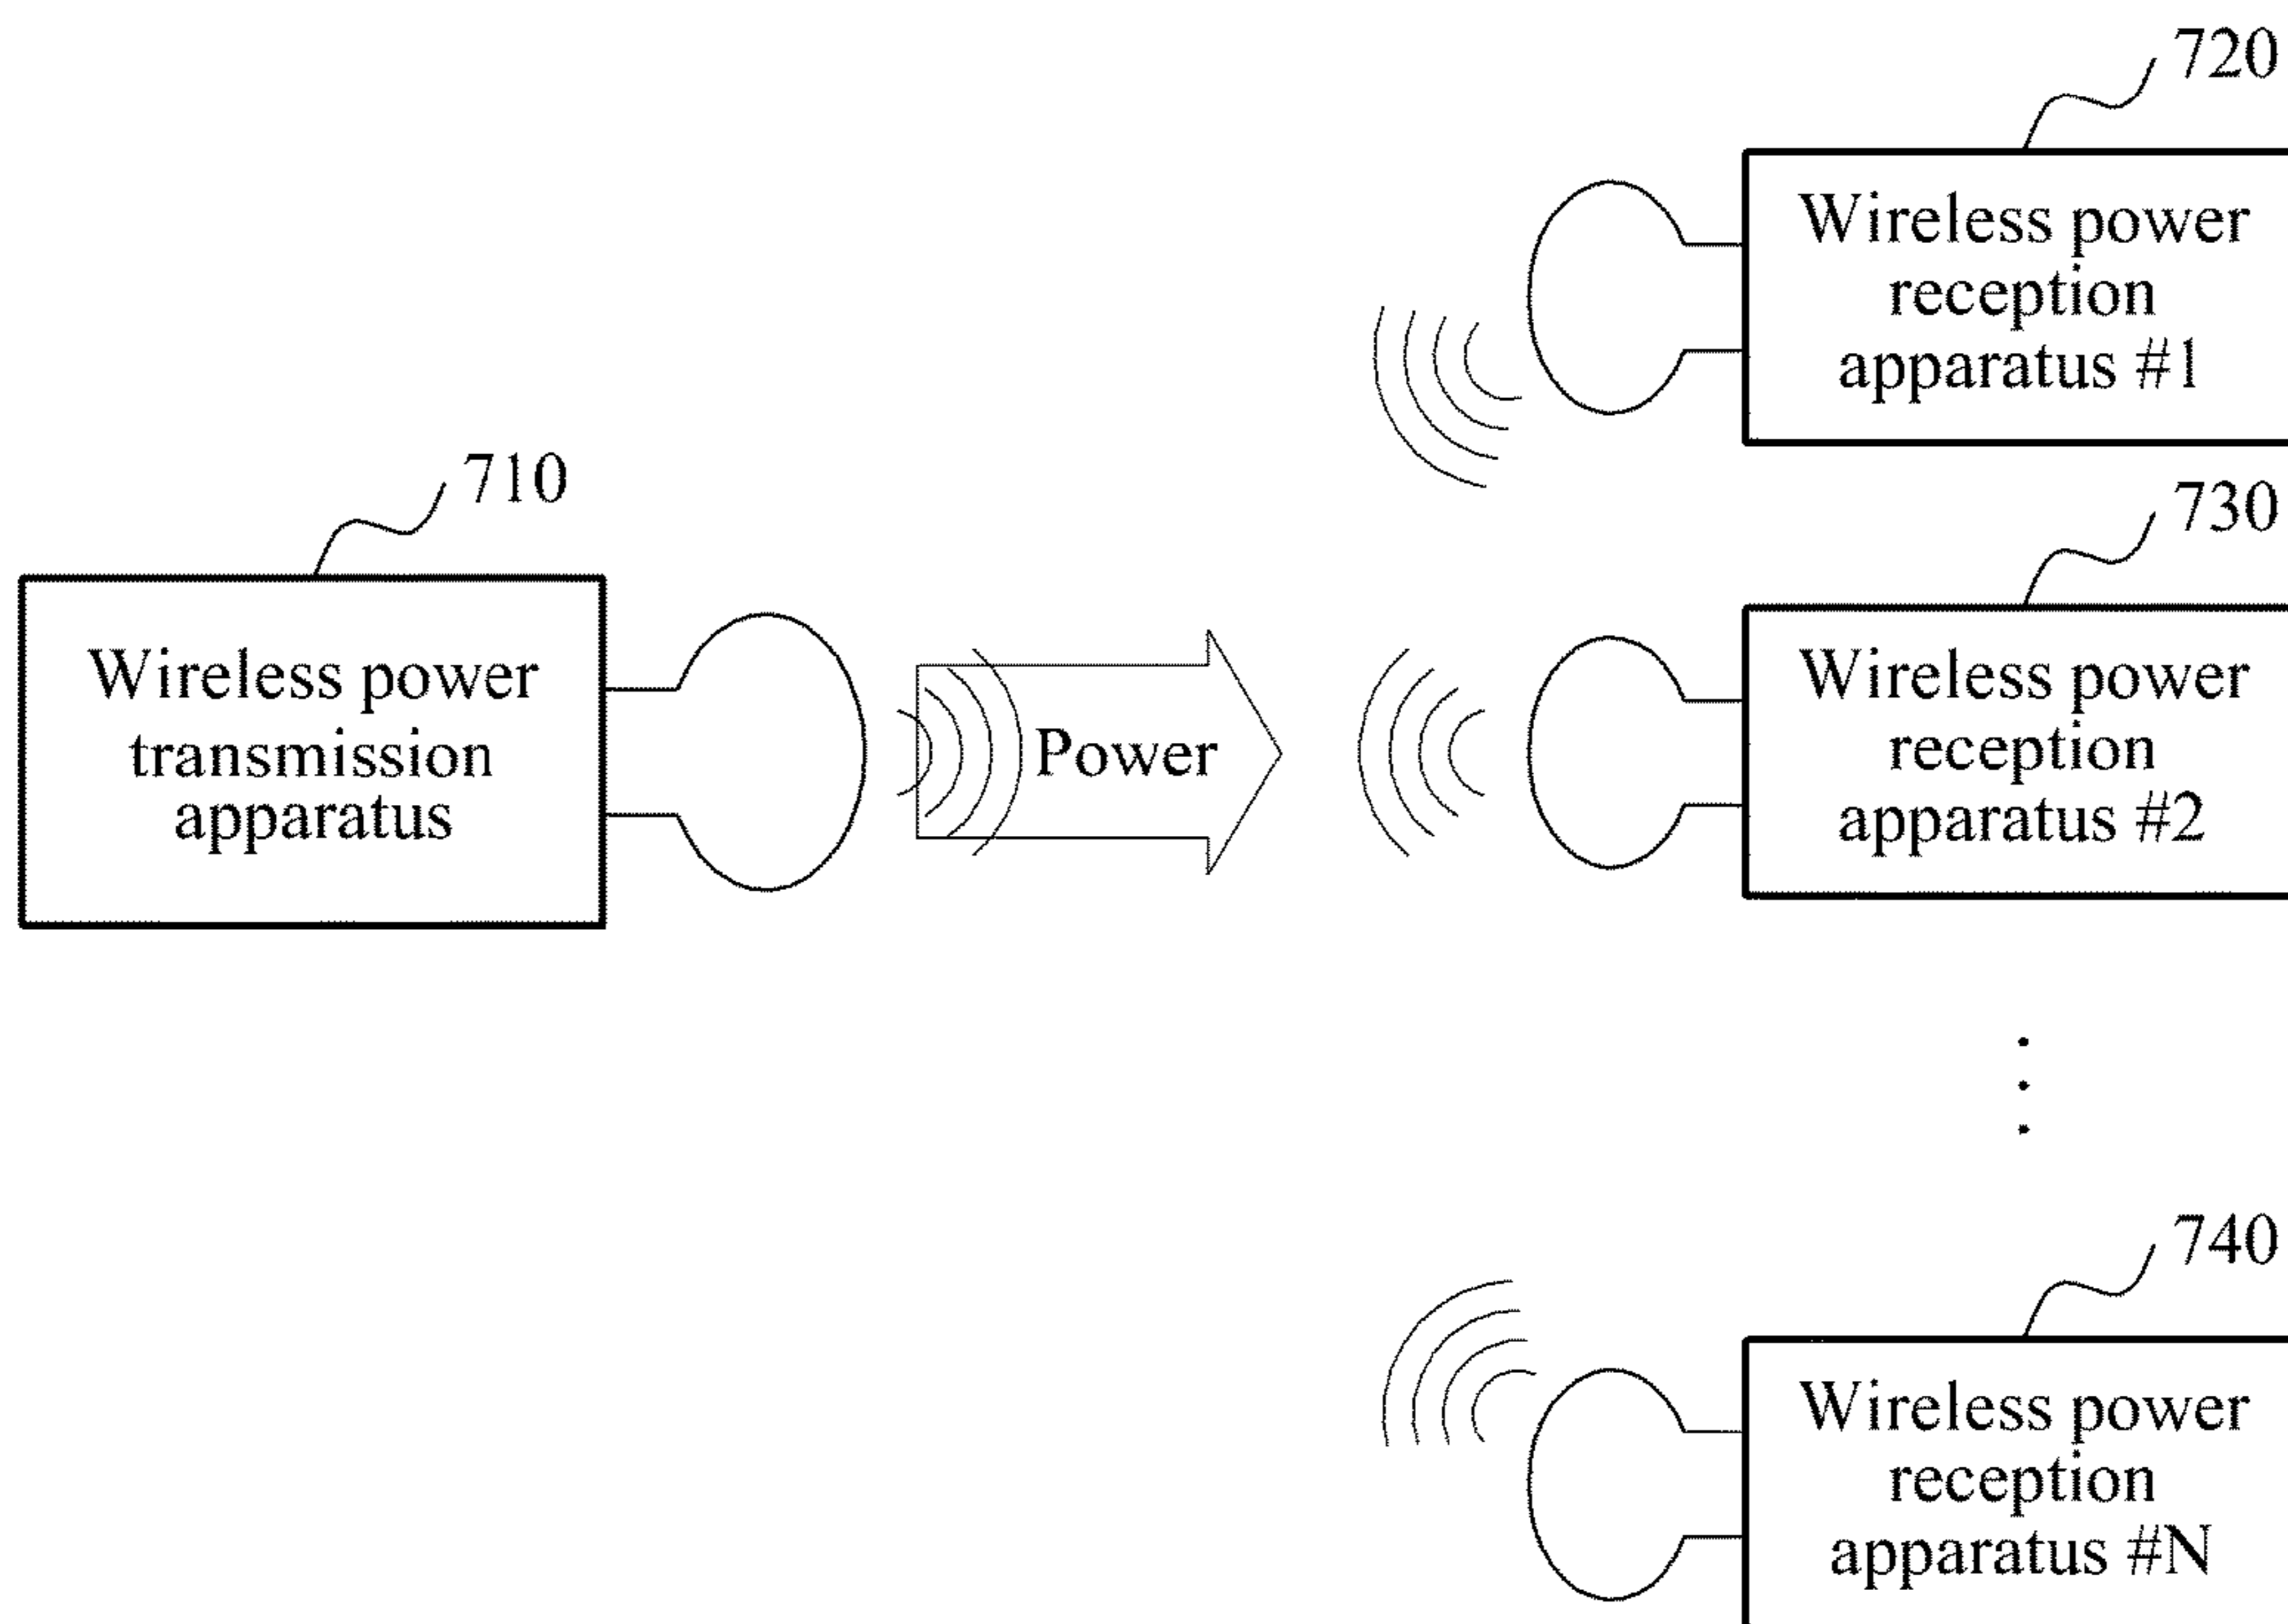 720
Wireless power
reception
apparatus #1
710
Wireless power
transmission
apparatus
Power
730
Wireless power
reception
apparatus #2
740
Wireless power
reception
apparatus #N